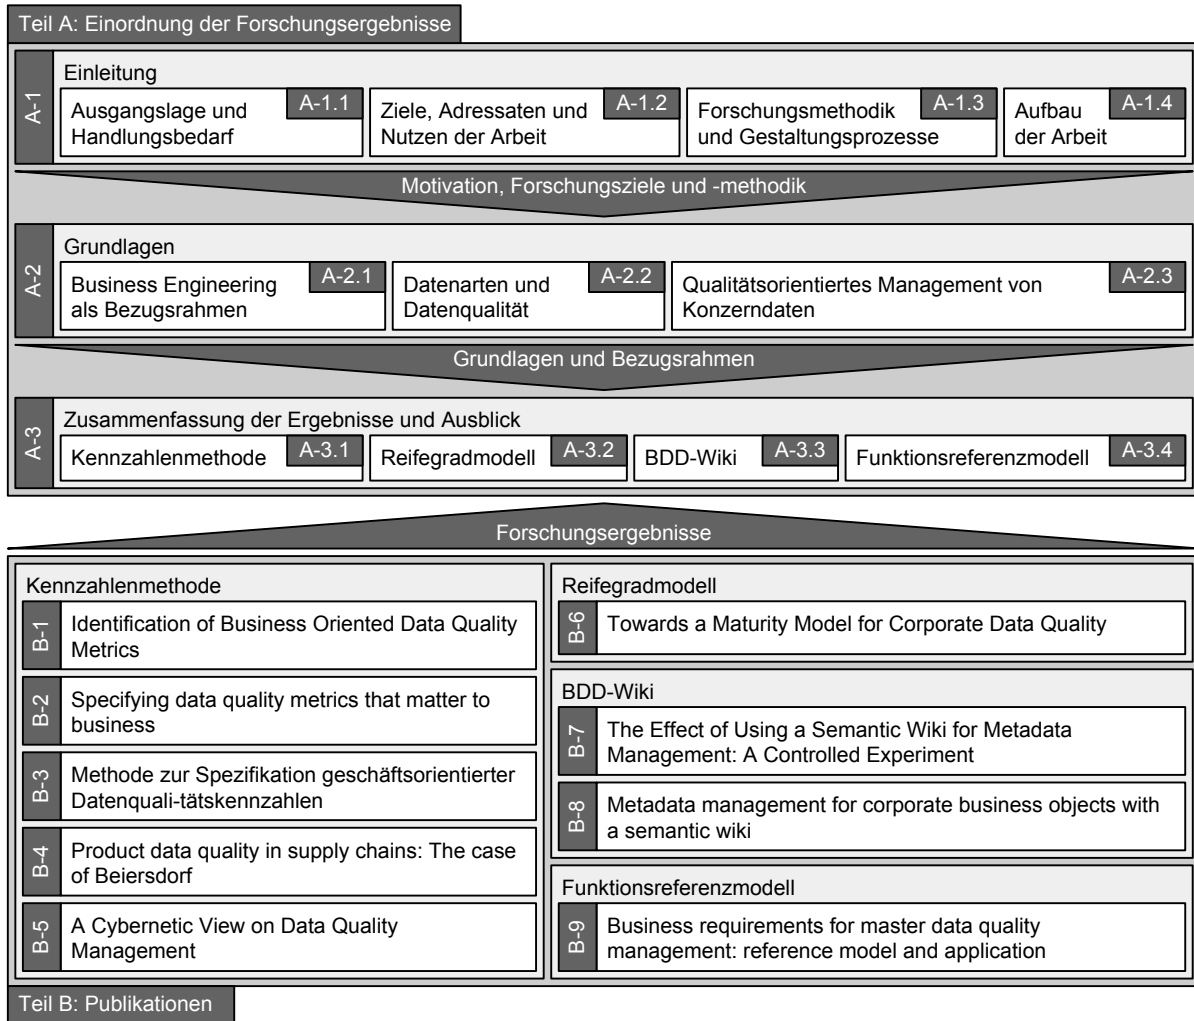 Teil A: Einordnung der Forschungsergebnisse
A-1
Einleitung
Ausgangslage und
Handlungsbedarf
A-1.1
Ziele, Adressaten und
Nutzen der Arbeit
A-1.2
Forschungsmethodik
und Gestaltungsprozesse
A-1.3
Aufbau
der Arbeit
A-1.4
Motivation, Forschungsziele und -methodik
A-2
Grundlagen
Business Engineering
als Bezugsrahmen
A-2.1
Datenarten und
Datenqualität
A-2.2
Qualitätsorientiertes Management von
Konzerndaten
A-2.3
Grundlagen und Bezugsrahmen
A-3
Zusammenfassung der Ergebnisse und Ausblick
Kennzahlenmethode
A-3.1
Reifegradmodell
A-3.2
BDD-Wiki
A-3.3
Funktionsreferenzmodell
A-3.4
Forschungsergebnisse
Kennzahlenmethode
B-1
Identification of Business Oriented Data Quality
Metrics
B-2
Specifying data quality metrics that matter to
business
B-3
Methode zur Spezifikation geschäftsorientierter
Datenquali-tätskennzahlen
B-4
Product data quality in supply chains: The case
of Beiersdorf
B-5
A Cybernetic View on Data Quality
Management
Reifegradmodell
B-6
Towards a Maturity Model for Corporate Data Quality
BDD-Wiki
B-7
The Effect of Using a Semantic Wiki for Metadata
Management: A Controlled Experiment
B-8
Metadata management for corporate business objects with
a semantic wiki
Funktionsreferenzmodell
B-9
Business requirements for master data quality
management: reference model and application
Teil B: Publikationen